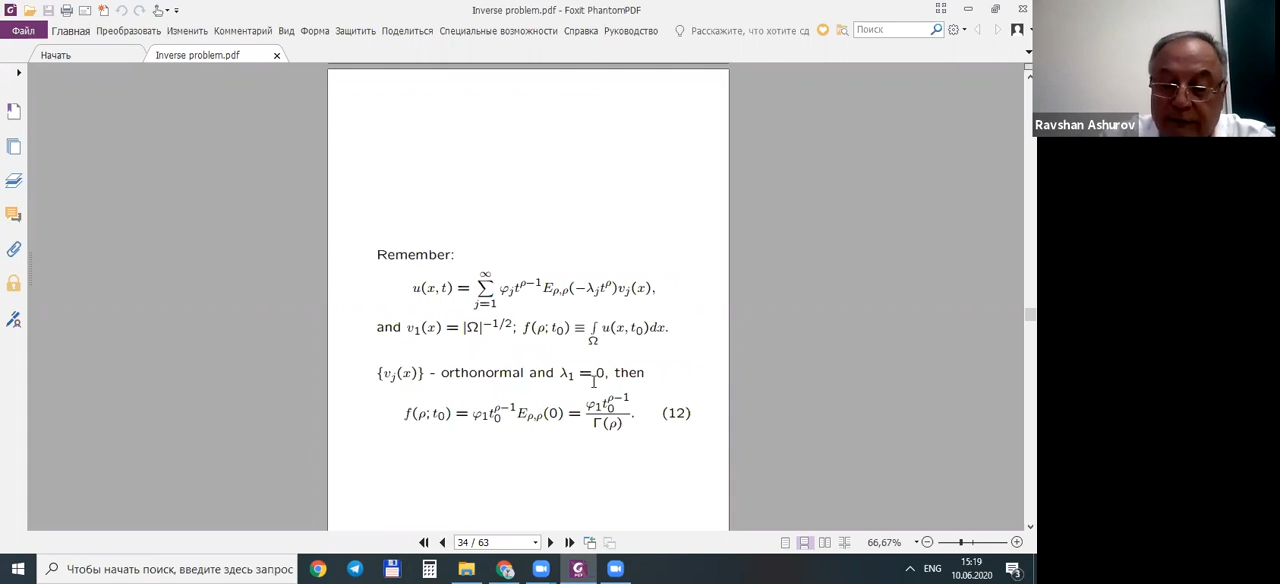 Inverse problem.pdf - Foxit PhantomPDF
Файл Главная Преобразовать Изменить Комментарий Вид Форма Защитить Поделиться Специальные возможности Справка Руководство Расскажите, что хотите сд Поиск
Начать Inverse problem.pdf
Ravshan Ashurov
Remember:
u(x, t) = ∑_{j=1}^{∞} φ_j t^{ρ−1} E_{ρ,ρ}(−λ_j t^ρ) v_j(x),
and v_1(x) = |Ω|^{−1/2}; f(ρ; t_0) ≡ ∫_Ω u(x, t_0)dx.
{v_j(x)} - orthonormal and λ_1 = 0, then
f(ρ; t_0) = φ_1 t_0^{ρ−1} E_{ρ,ρ}(0) = φ_1 t_0^{ρ−1} / Γ(ρ). (12)
34 / 63 66,67%
Чтобы начать поиск, введите здесь запрос ENG 15:19
10.06.2020 3